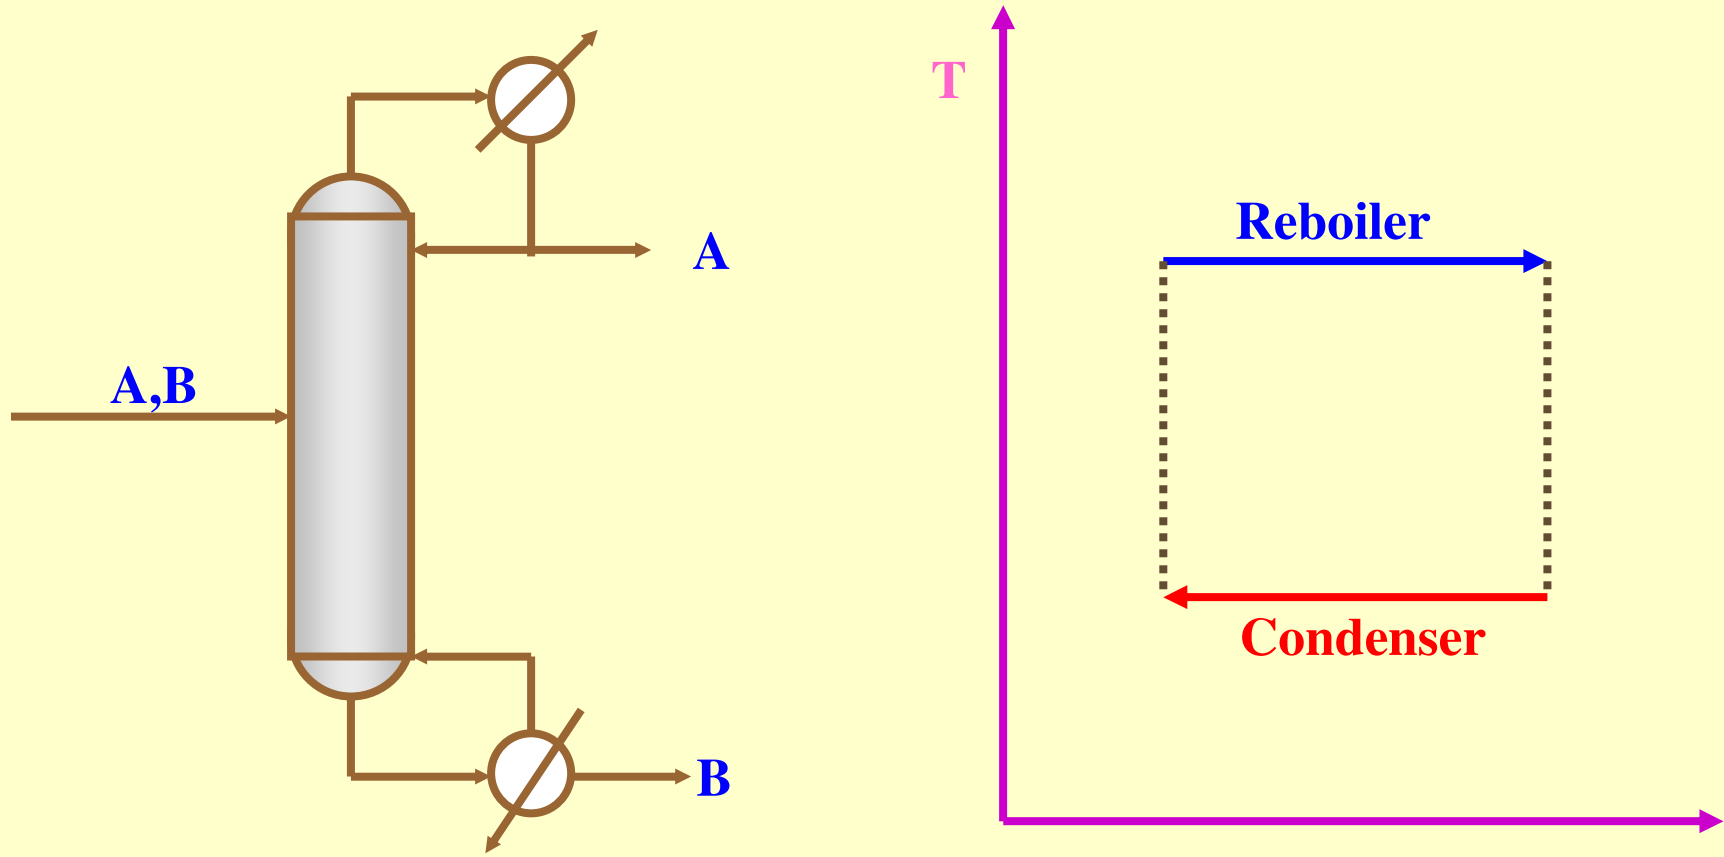 T
Reboiler
A
A,B
Condenser
B